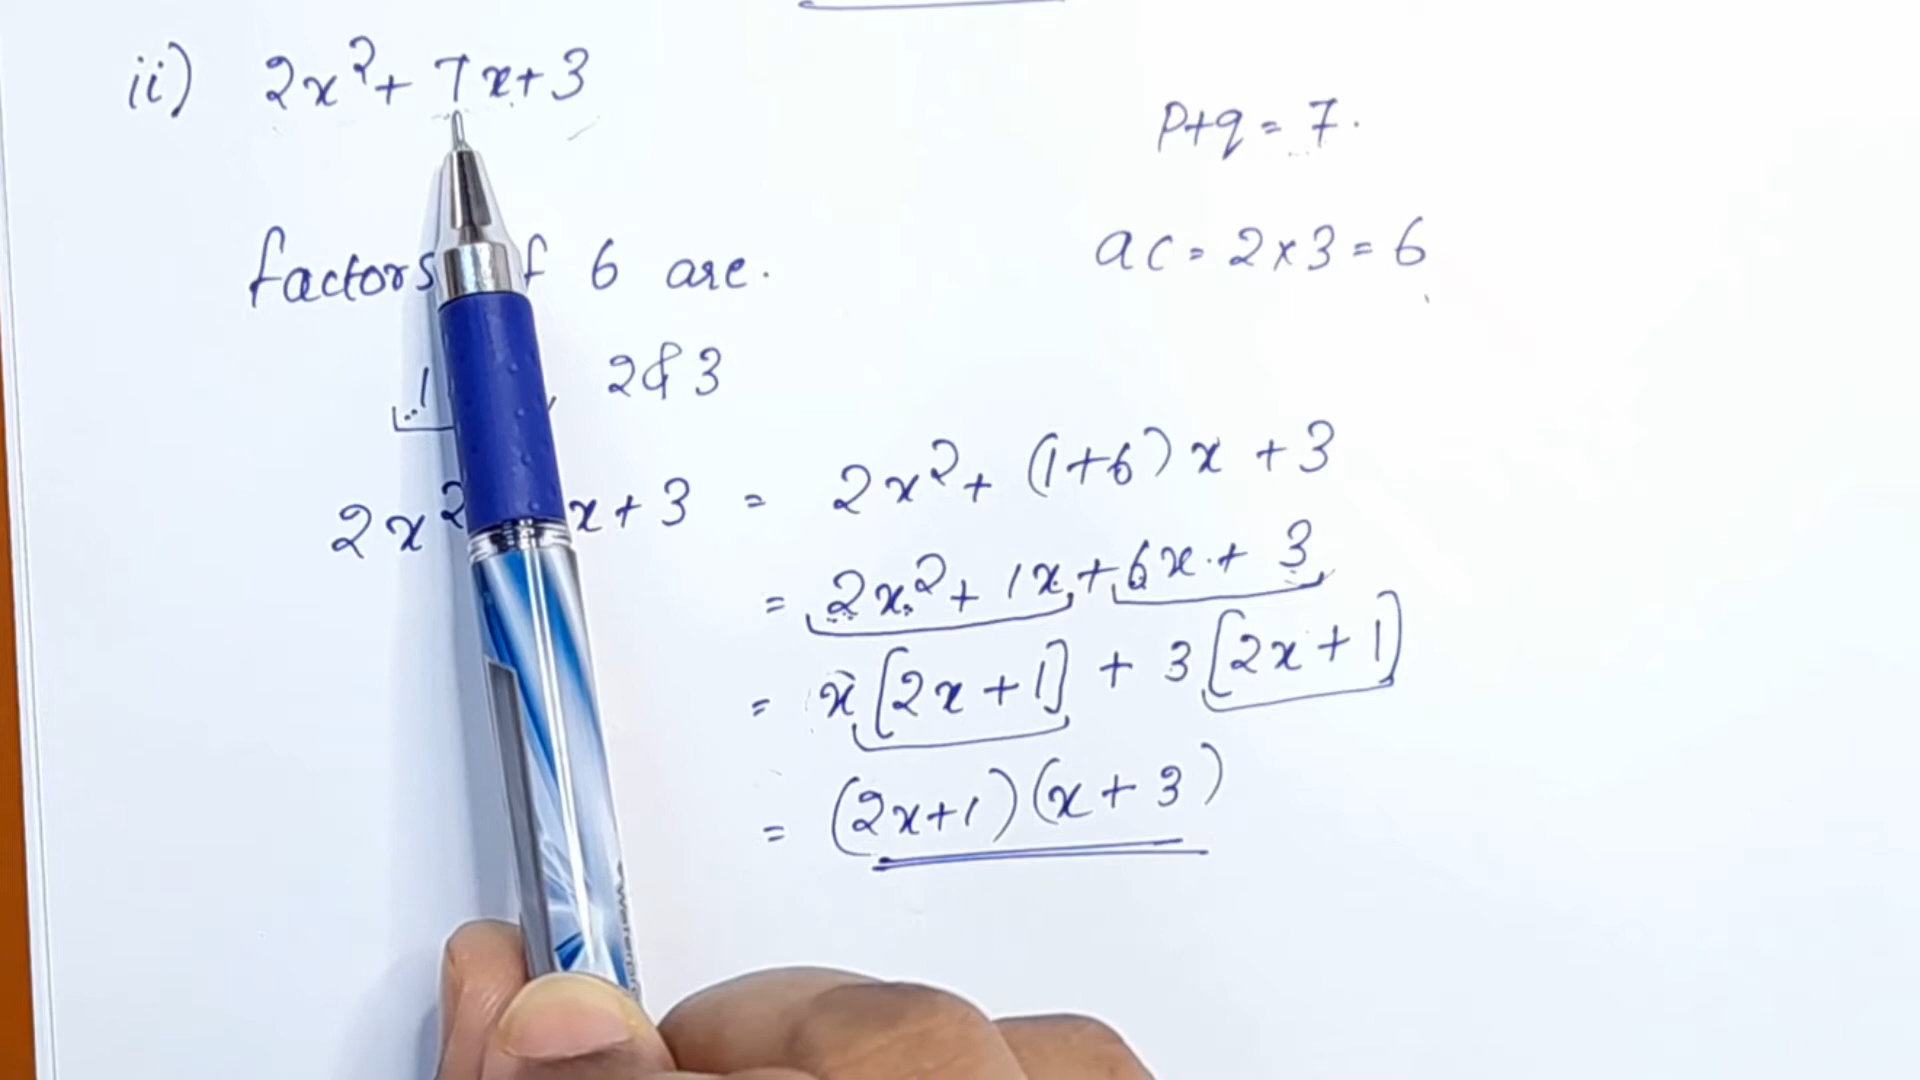 ii) 2x²+ 7x+3
p+q = 7.
ac = 2×3 = 6
factors 6 are.
1 , 2&3
2x² x+3 = 2x²+ (1+6)x +3
= 2x²+ 1x+6x+ 3
= x[2x+1] + 3[2x+1]
= (2x+1)(x+3)